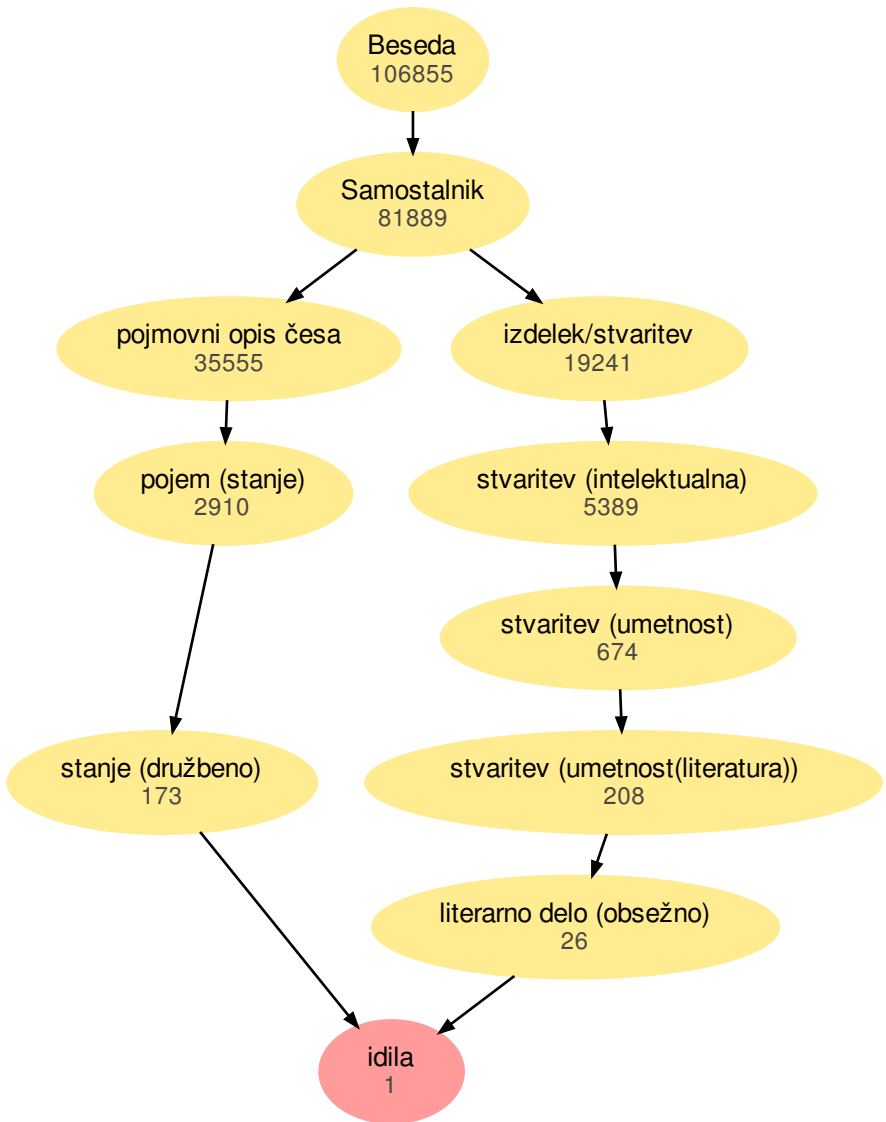 Beseda
106855
Samostalnik
81889
pojmovni opis česa
35555
izdelek/stvaritev
19241
pojem (stanje)
2910
stvaritev (intelektualna)
5389
stvaritev (umetnost)
674
stanje (družbeno)
173
stvaritev (umetnost(literatura))
208
literarno delo (obsežno)
26
idila
1